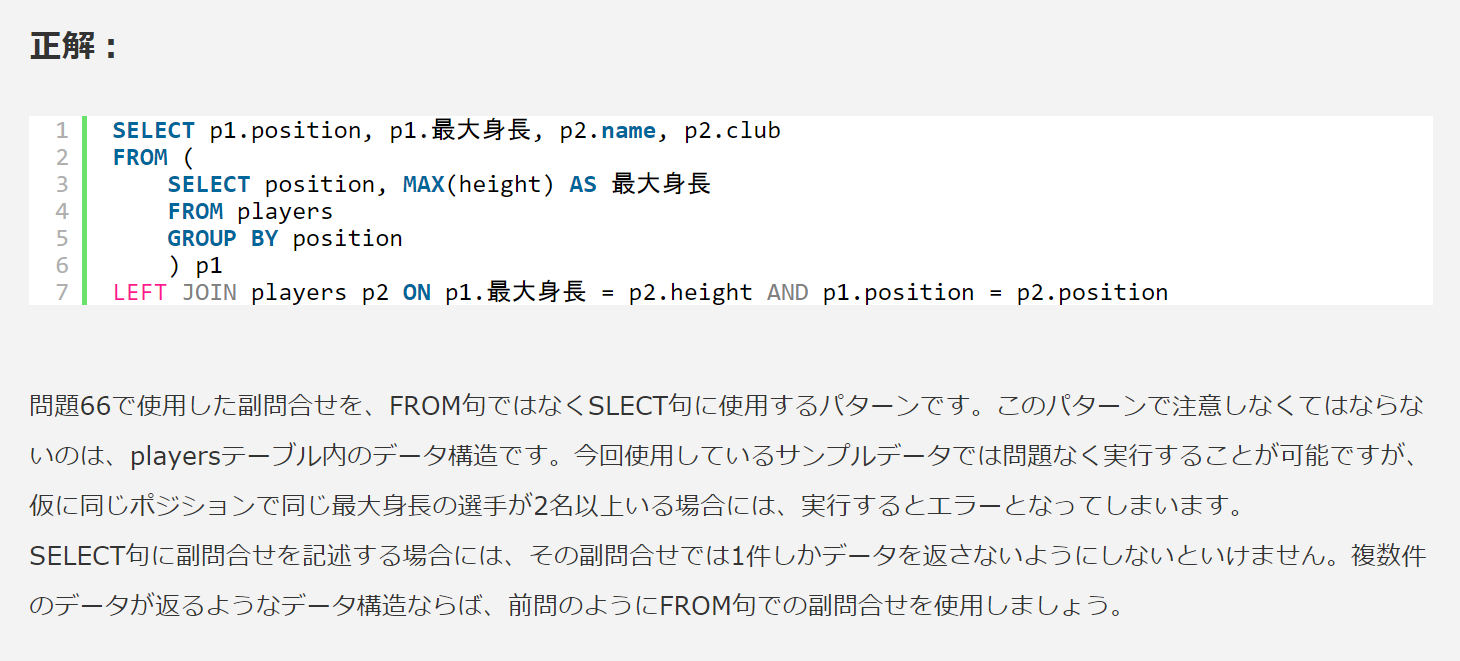 正解：
1 SELECT p1.position, p1.最大身長, p2.name, p2.club
2 FROM (
3     SELECT position, MAX(height) AS 最大身長
4     FROM players
5     GROUP BY position
6     ) p1
7 LEFT JOIN players p2 ON p1.最大身長 = p2.height AND p1.position = p2.position
問題66で使用した副問合せを、FROM句ではなくSLECT句に使用するパターンです。このパターンで注意しなくてはならな
いのは、playersテーブル内のデータ構造です。今回使用しているサンプルデータでは問題なく実行することが可能ですが、
仮に同じポジションで同じ最大身長の選手が2名以上いる場合には、実行するとエラーとなってしまいます。
SELECT句に副問合せを記述する場合には、その副問合せでは1件しかデータを返さないようにしないといけません。複数件
のデータが返るようなデータ構造ならば、前問のようにFROM句での副問合せを使用しましょう。